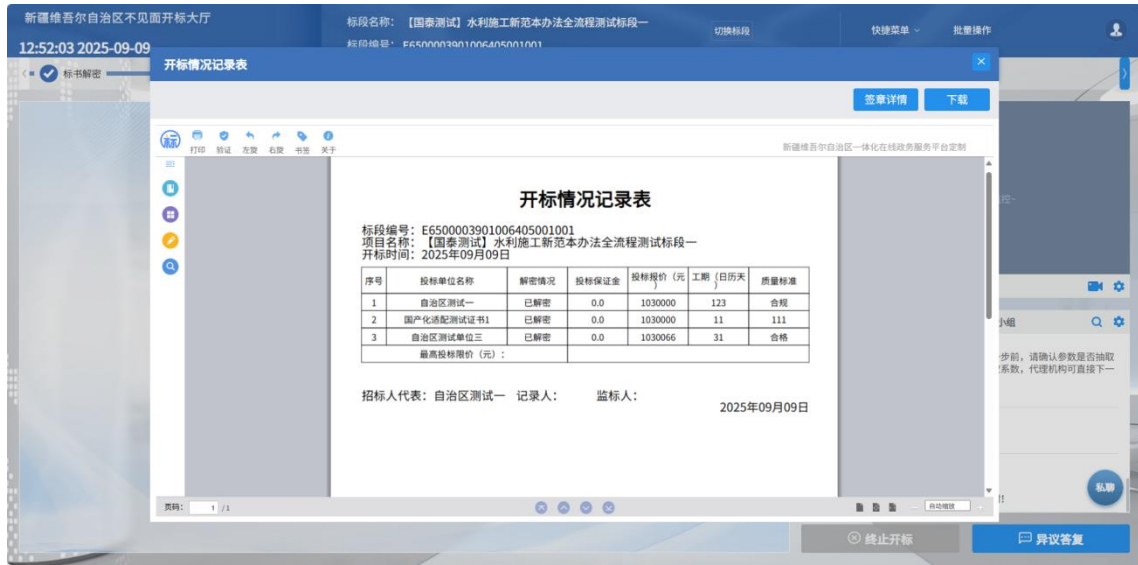 新疆维吾尔自治区不见面开标大厅
标段名称： 【国泰测试】水利施工新范本办法全流程测试标段一
切换标段
快捷菜单
批量操作
12:52:03 2025-09-09
标段编号： E6500003901006405001001
标书解密
开标情况记录表
签章详情
下载
标
打印 验证 左旋 右旋 书签 关于
新疆维吾尔自治区一体化在线政务服务平台定制
开标情况记录表
标段编号：E6500003901006405001001
项目名称：【国泰测试】水利施工新范本办法全流程测试标段一
开标时间：2025年09月09日
序号 投标单位名称 解密情况 投标保证金 投标报价（元） 工期（日历天） 质量标准
1 自治区测试一 已解密 0.0 1030000 123 合规
2 国产化适配测试证书1 已解密 0.0 1030000 11 111
3 自治区测试单位三 已解密 0.0 1030066 31 合格
最高投标限价（元）：
招标人代表：自治区测试一 记录人： 监标人：
2025年09月09日
小组
步前，请确认参数是否抽取
系数，代理机构可直接下一
私聊
页码： 1 /1
自动缩放
终止开标
异议答复